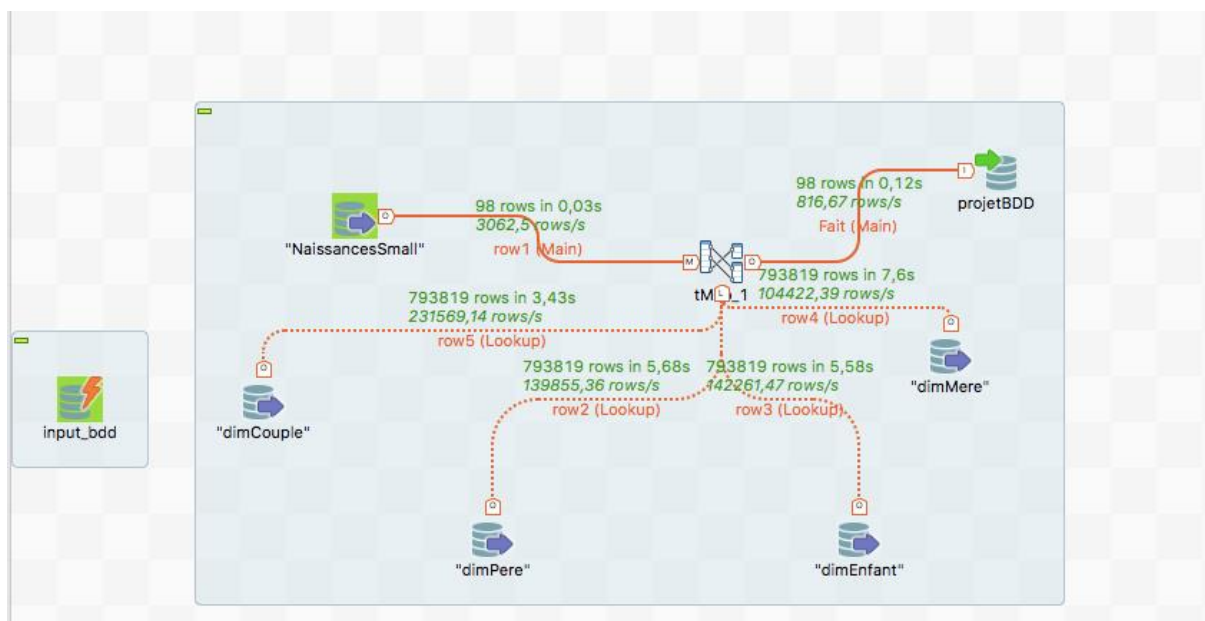 98 rows in 0,12s
816,67 rows/s
projetBDD
Fait (Main)
98 rows in 0,03s
3062,5 rows/s
"NaissancesSmall"
row1 (Main)
793819 rows in 7,6s
tM 1 104422,39 rows/s
row4 (Lookup)
793819 rows in 3,43s
231569,14 rows/s
row5 (Lookup)
793819 rows in 5,68s
139855,36 rows/s
row2 (Lookup)
793819 rows in 5,58s
142261,47 rows/s
row3 (Lookup)
"dimMere"
input_bdd
"dimCouple"
"dimPere"
"dimEnfant"